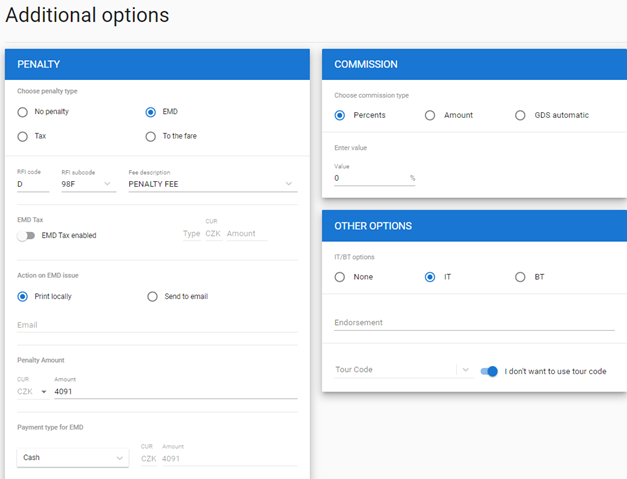 Additional options
PENALTY
Choose penalty type
No penalty
EMD
Tax
To the fare
RFI code
RFI subcode
Fee description
D
98F
PENALTY FEE
EMD Tax
EMD Tax enabled
Type
CUR
CZK
Amount
Action on EMD issue
Print locally
Send to email
Email
Penalty Amount
CUR
Amount
CZK
4091
Payment type for EMD
Cash
CUR
Amount
CZK
4091
COMMISSION
Choose commission type
Percents
Amount
GDS automatic
Enter value
Value
0
%
OTHER OPTIONS
IT/BT options
None
IT
BT
Endorsement
Tour Code
I don't want to use tour code